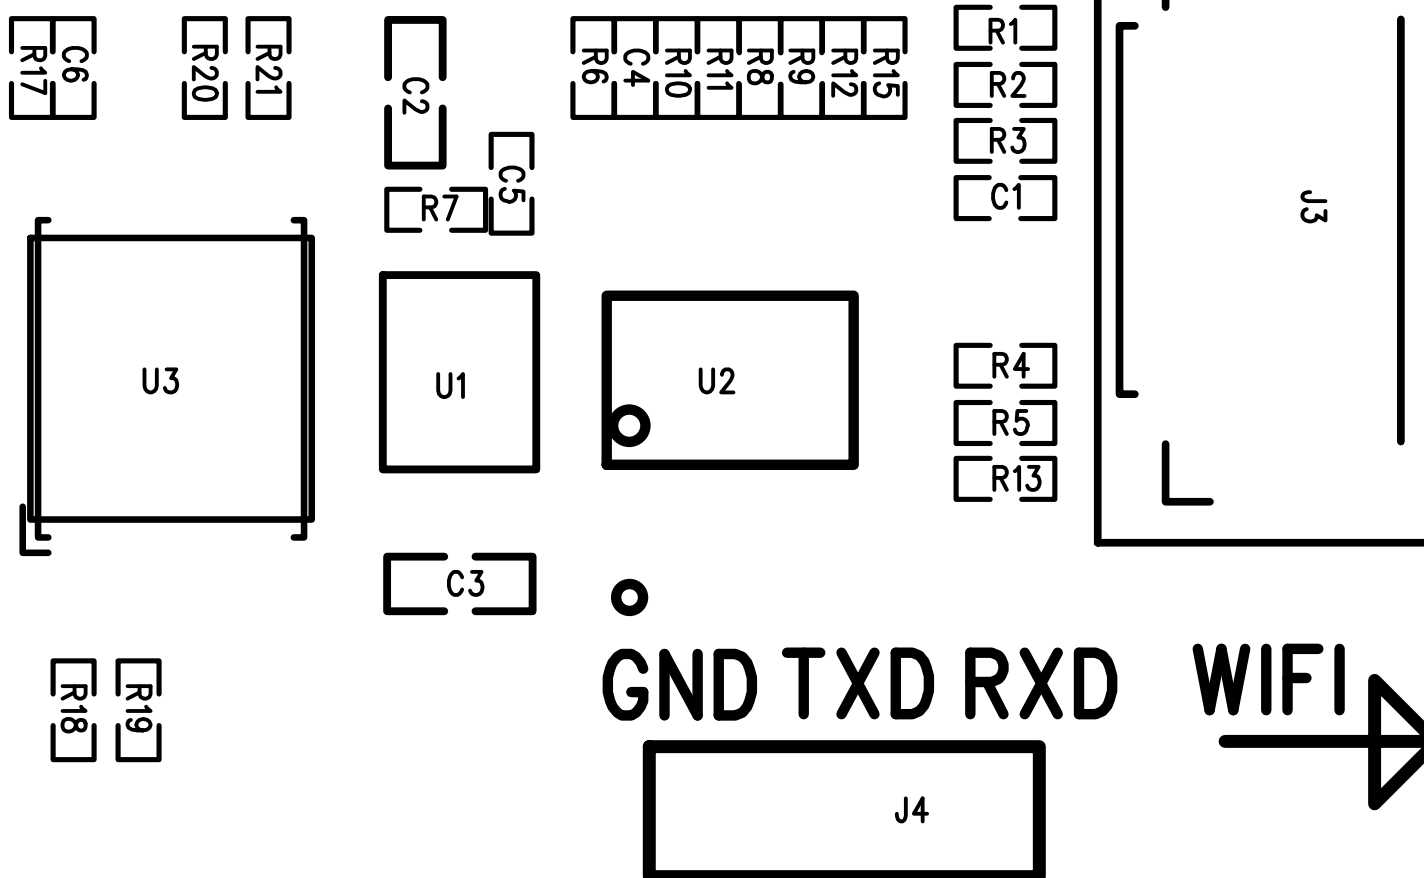 R17 C6 R20 R21 C2 R6 C4 R10 R11 R8 R9 R12 R15 R1
R2
R3
C5 R7 C1 J3
U3 U1 U2 R4
R5
R13
C3
GND TXD RXD WIFI
R18 R19
J4